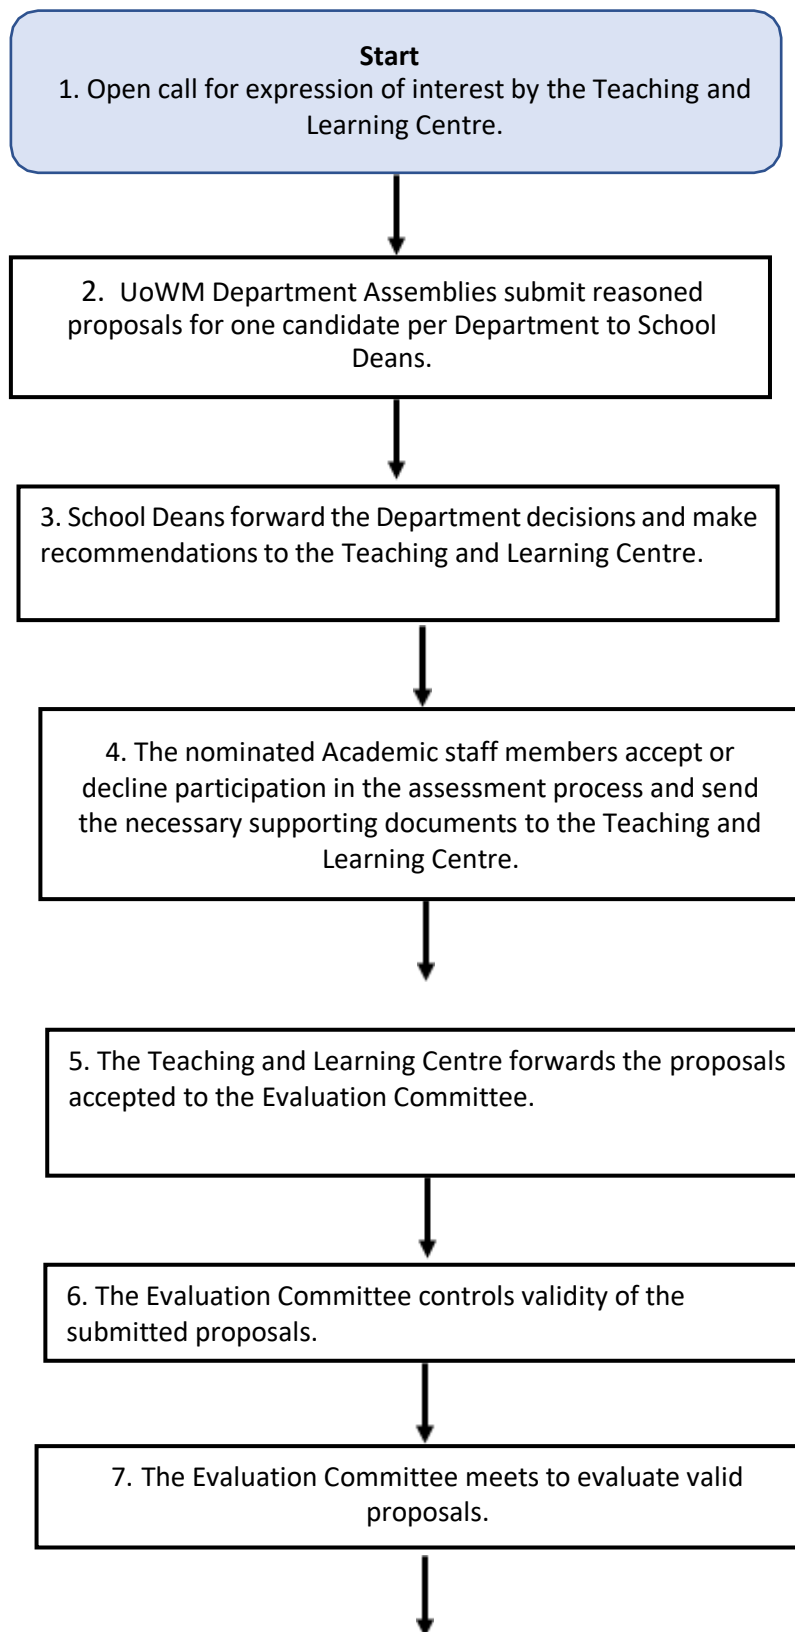 Start
1. Open call for expression of interest by the Teaching and
Learning Centre.
2. UoWM Department Assemblies submit reasoned
proposals for one candidate per Department to School
Deans.
3. School Deans forward the Department decisions and make
recommendations to the Teaching and Learning Centre.
4. The nominated Academic staff members accept or
decline participation in the assessment process and send
the necessary supporting documents to the Teaching and
Learning Centre.
5. The Teaching and Learning Centre forwards the proposals
accepted to the Evaluation Committee.
6. The Evaluation Committee controls validity of the
submitted proposals.
7. The Evaluation Committee meets to evaluate valid
proposals.